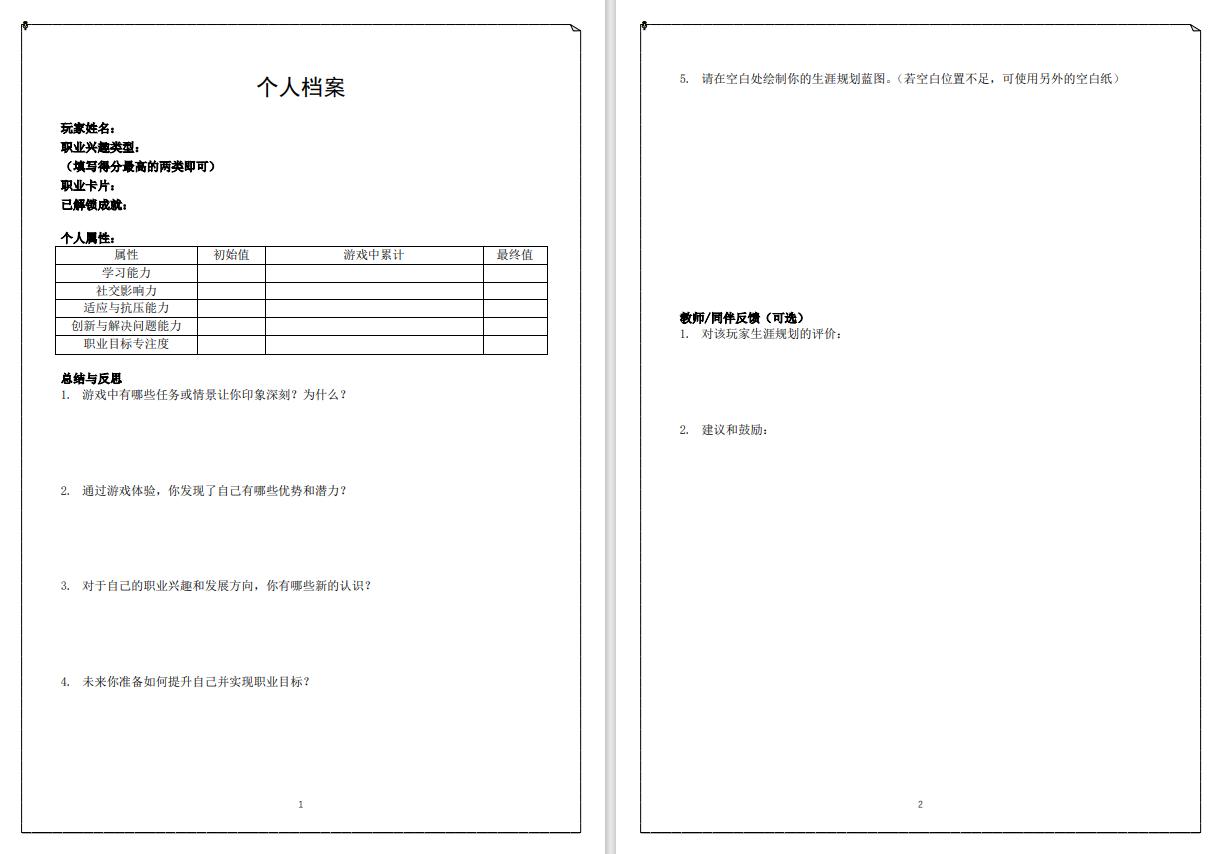 个人档案
玩家姓名：
职业兴趣类型：
（填写得分最高的两类即可）
职业卡片：
已解锁成就：
个人属性：
属性 初始值 游戏中累计 最终值
学习能力
社交影响力
适应与抗压能力
创新与解决问题能力
职业目标专注度
总结与反思
1. 游戏中有哪些任务或情景让你印象深刻？为什么？
2. 通过游戏体验，你发现了自己有哪些优势和潜力？
3. 对于自己的职业兴趣和发展方向，你有哪些新的认识？
4. 未来你准备如何提升自己并实现职业目标？
1
5. 请在空白处绘制你的生涯规划蓝图。（若空白位置不足，可使用另外的空白纸）
教师/同伴反馈（可选）
1. 对该玩家生涯规划的评价：
2. 建议和鼓励：
2